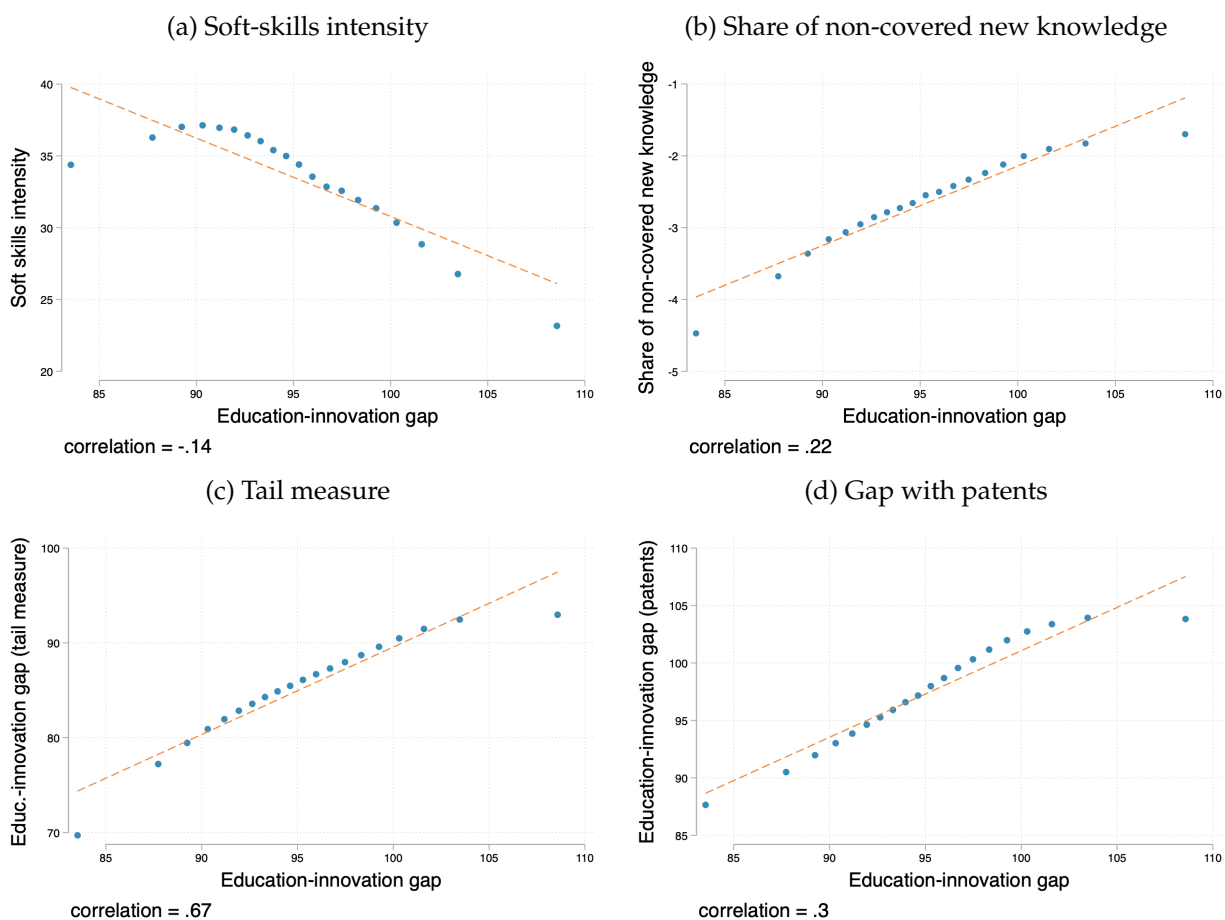 (a) Soft-skills intensity
Soft skills intensity
40
35
30
25
20
85 90 95 100 105 110
Education-innovation gap
correlation = -.14
(b) Share of non-covered new knowledge
Share of non-covered new knowledge
-1
-2
-3
-4
-5
85 90 95 100 105 110
Education-innovation gap
correlation = .22
(c) Tail measure
Educ.-innovation gap (tail measure)
100
90
80
70
85 90 95 100 105 110
Education-innovation gap
correlation = .67
(d) Gap with patents
Education-innovation gap (patents)
110
105
100
95
90
85
85 90 95 100 105 110
Education-innovation gap
correlation = .3